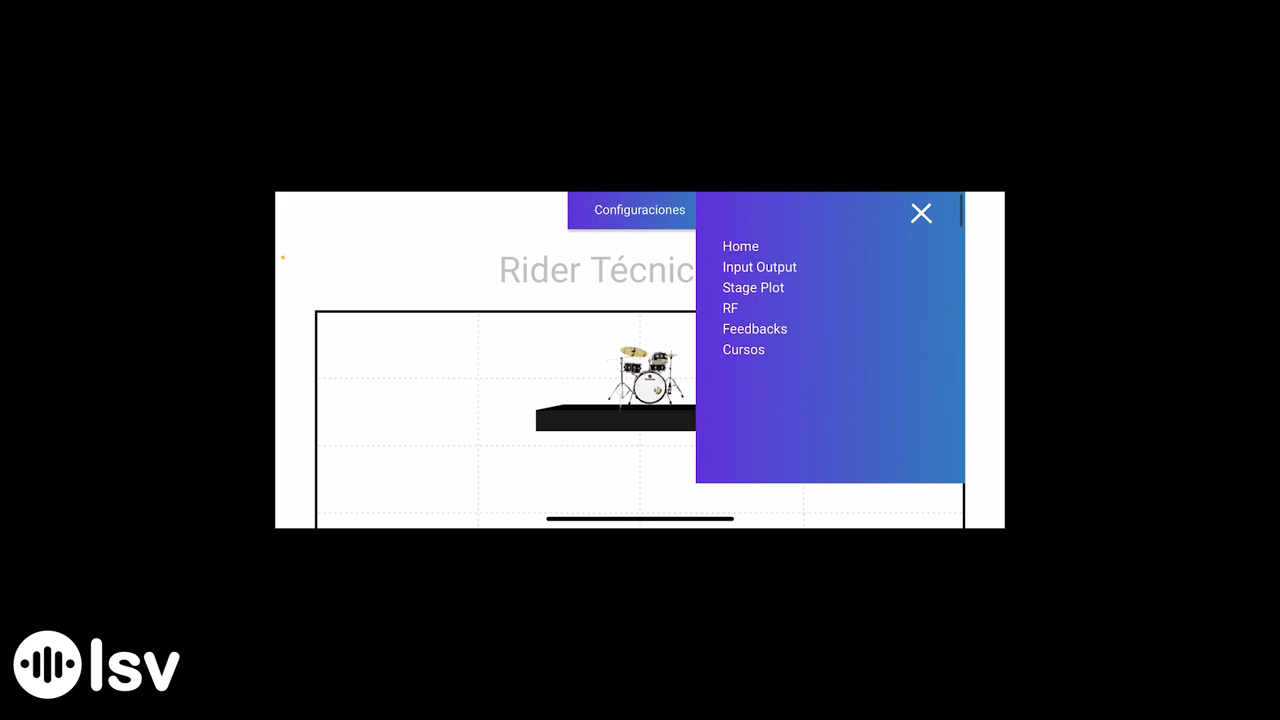 Configuraciones
Rider Técnic
Home
Input Output
Stage Plot
RF
Feedbacks
Cursos
lsv